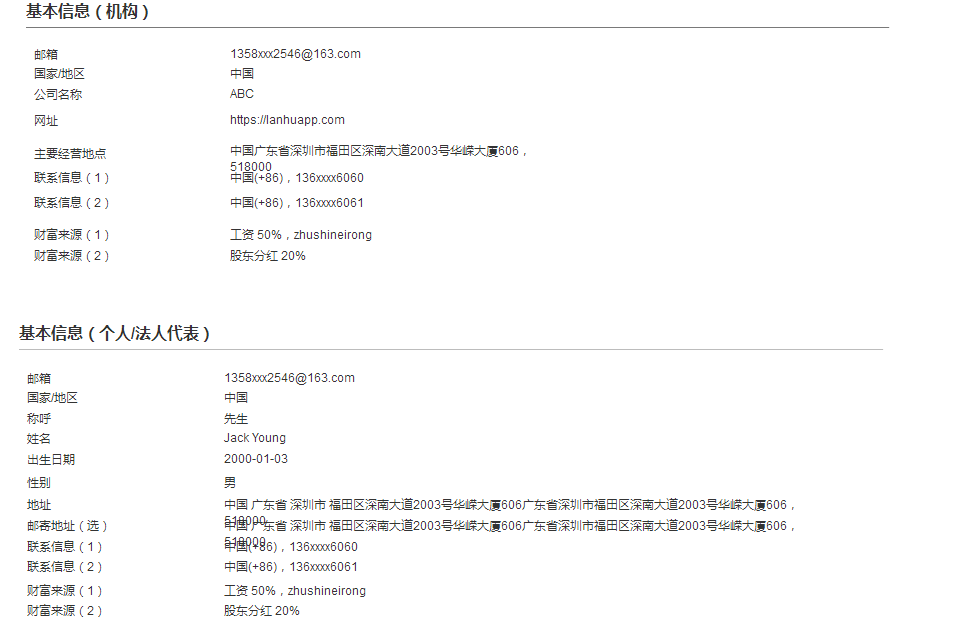 基本信息（机构）
邮箱 1358xxx2546@163.com
国家/地区 中国
公司名称 ABC
网址 https://lanhuapp.com
主要经营地点 中国广东省深圳市福田区深南大道2003号华嵘大厦606，
518000
联系信息（1） 中国(+86)，136xxxx6060
联系信息（2） 中国(+86)，136xxxx6061
财富来源（1） 工资 50%，zhushineirong
财富来源（2） 股东分红 20%
基本信息（个人/法人代表）
邮箱 1358xxx2546@163.com
国家/地区 中国
称呼 先生
姓名 Jack Young
出生日期 2000-01-03
性别 男
地址 中国 广东省 深圳市 福田区深南大道2003号华嵘大厦606广东省深圳市福田区深南大道2003号华嵘大厦606，
518000
邮寄地址（选） 中国 广东省 深圳市 福田区深南大道2003号华嵘大厦606广东省深圳市福田区深南大道2003号华嵘大厦606，
518000
联系信息（1） 中国(+86)，136xxxx6060
联系信息（2） 中国(+86)，136xxxx6061
财富来源（1） 工资 50%，zhushineirong
财富来源（2） 股东分红 20%